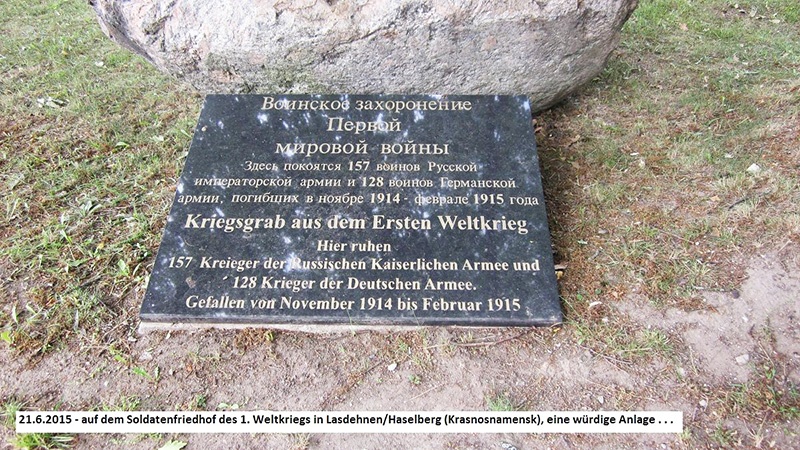 Воинское захоронение
Первой
мировой войны
Здесь покоятся 157 воинов Русской
императорской армии и 128 воинов Германской
армии, погибших в ноябре 1914 - феврале 1915 года
Kriegsgrab aus dem Ersten Weltkrieg
Hier ruhen
157 Kreieger der Russischen Kaiserlichen Armee und
128 Krieger der Deutschen Armee.
Gefallen von November 1914 bis Februar 1915
21.6.2015 - auf dem Soldatenfriedhof des 1. Weltkriegs in Lasdehnen/Haselberg (Krasnosnamensk), eine würdige Anlage . . .